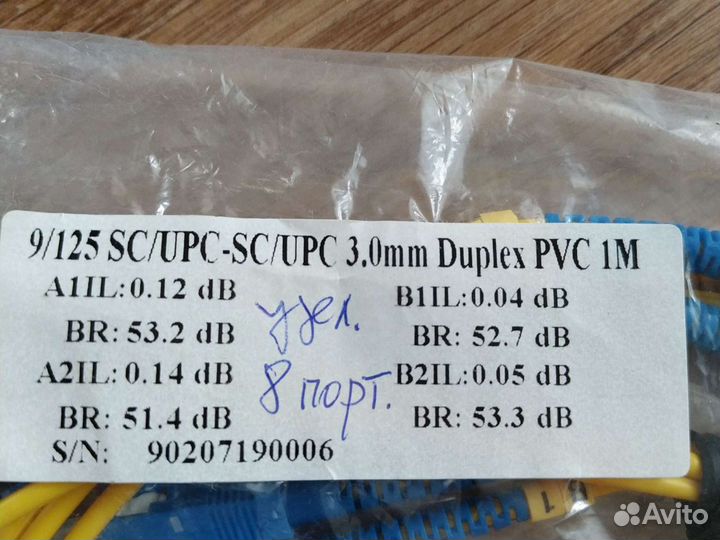 9/125 SC/UPC-SC/UPC 3.0mm Duplex PVC 1M
A1IL:0.12 dB B1IL:0.04 dB
BR: 53.2 dB BR: 52.7 dB
A2IL:0.14 dB B2IL:0.05 dB
BR: 51.4 dB BR: 53.3 dB
S/N: 90207190006
узел.
8 порт.
1
Avito